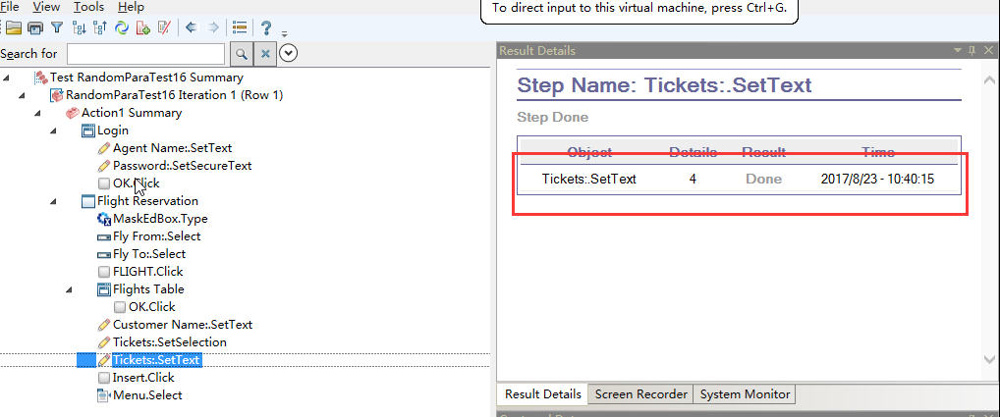 File View Tools Help
To direct input to this virtual machine, press Ctrl+G.
Search for
Test RandomParaTest16 Summary
RandomParaTest16 Iteration 1 (Row 1)
Action1 Summary
Login
Agent Name:.SetText
Password:.SetSecureText
OK.Click
Flight Reservation
MaskEdBox.Type
Fly From:.Select
Fly To:.Select
FLIGHT.Click
Flights Table
OK.Click
Customer Name:.SetText
Tickets:.SetSelection
Tickets:.SetText
Insert.Click
Menu.Select
Result Details
Step Name: Tickets:.SetText
Step Done
Object Details Result Time
Tickets:.SetText 4 Done 2017/8/23 - 10:40:15
Result Details Screen Recorder System Monitor